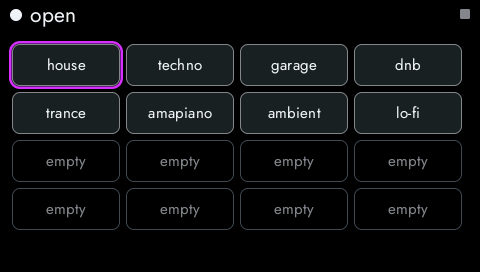 open
house techno garage dnb
trance amapiano ambient lo-fi
empty empty empty empty
empty empty empty empty